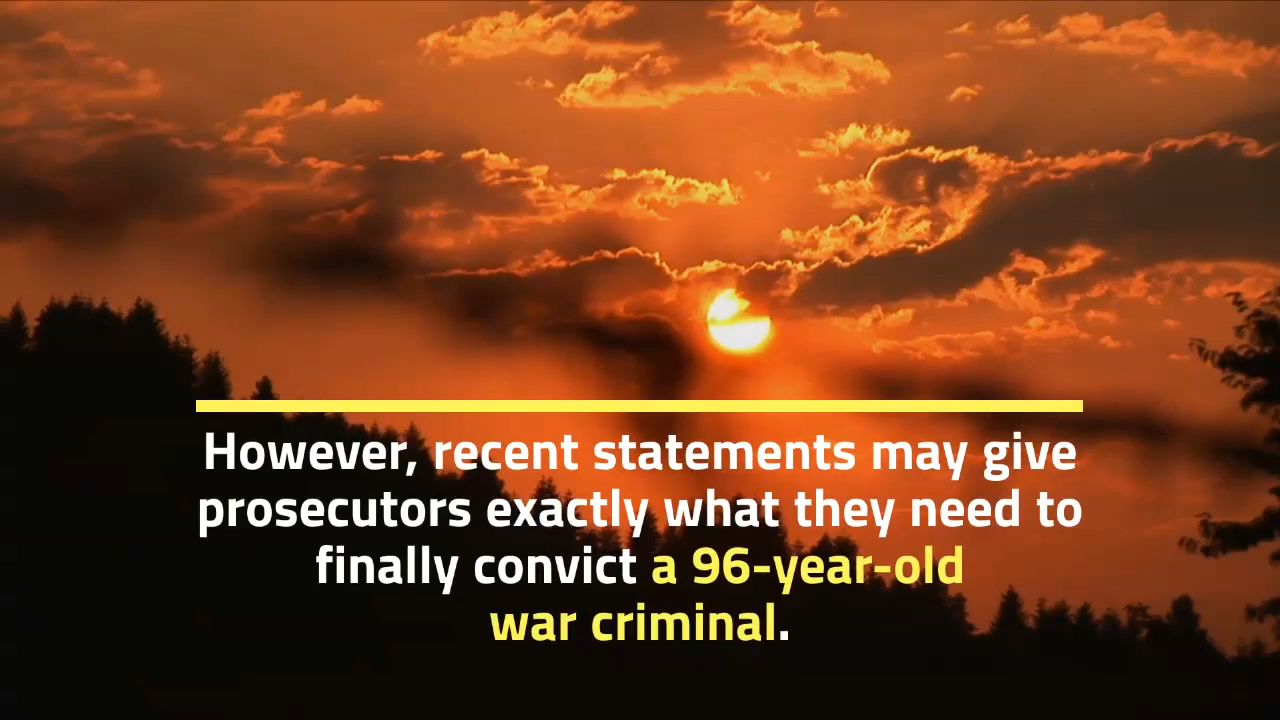 However, recent statements may give
prosecutors exactly what they need to
finally convict a 96-year-old
war criminal.